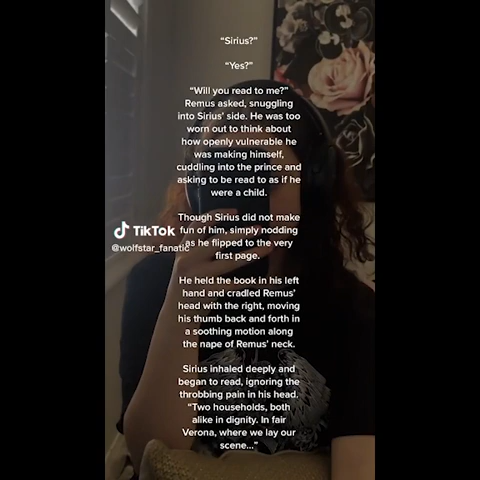 “Sirius?”
“Yes?”
“Will you read to me?”
Remus asked, snuggling
into Sirius’ side. He was too
worn out to think about
how openly vulnerable he
was making himself,
cuddling into the prince and
asking to be read to as if he
were a child.
Though Sirius did not make
fun of him, simply nodding
as he flipped to the very
first page.
TikTok
@wolfstar_fanatic
He held the book in his left
hand and cradled Remus’
head with the right, moving
his thumb back and forth in
a soothing motion along
the nape of Remus’ neck.
Sirius inhaled deeply and
began to read, ignoring the
throbbing pain in his head.
“Two households, both
alike in dignity. In fair
Verona, where we lay our
scene...”